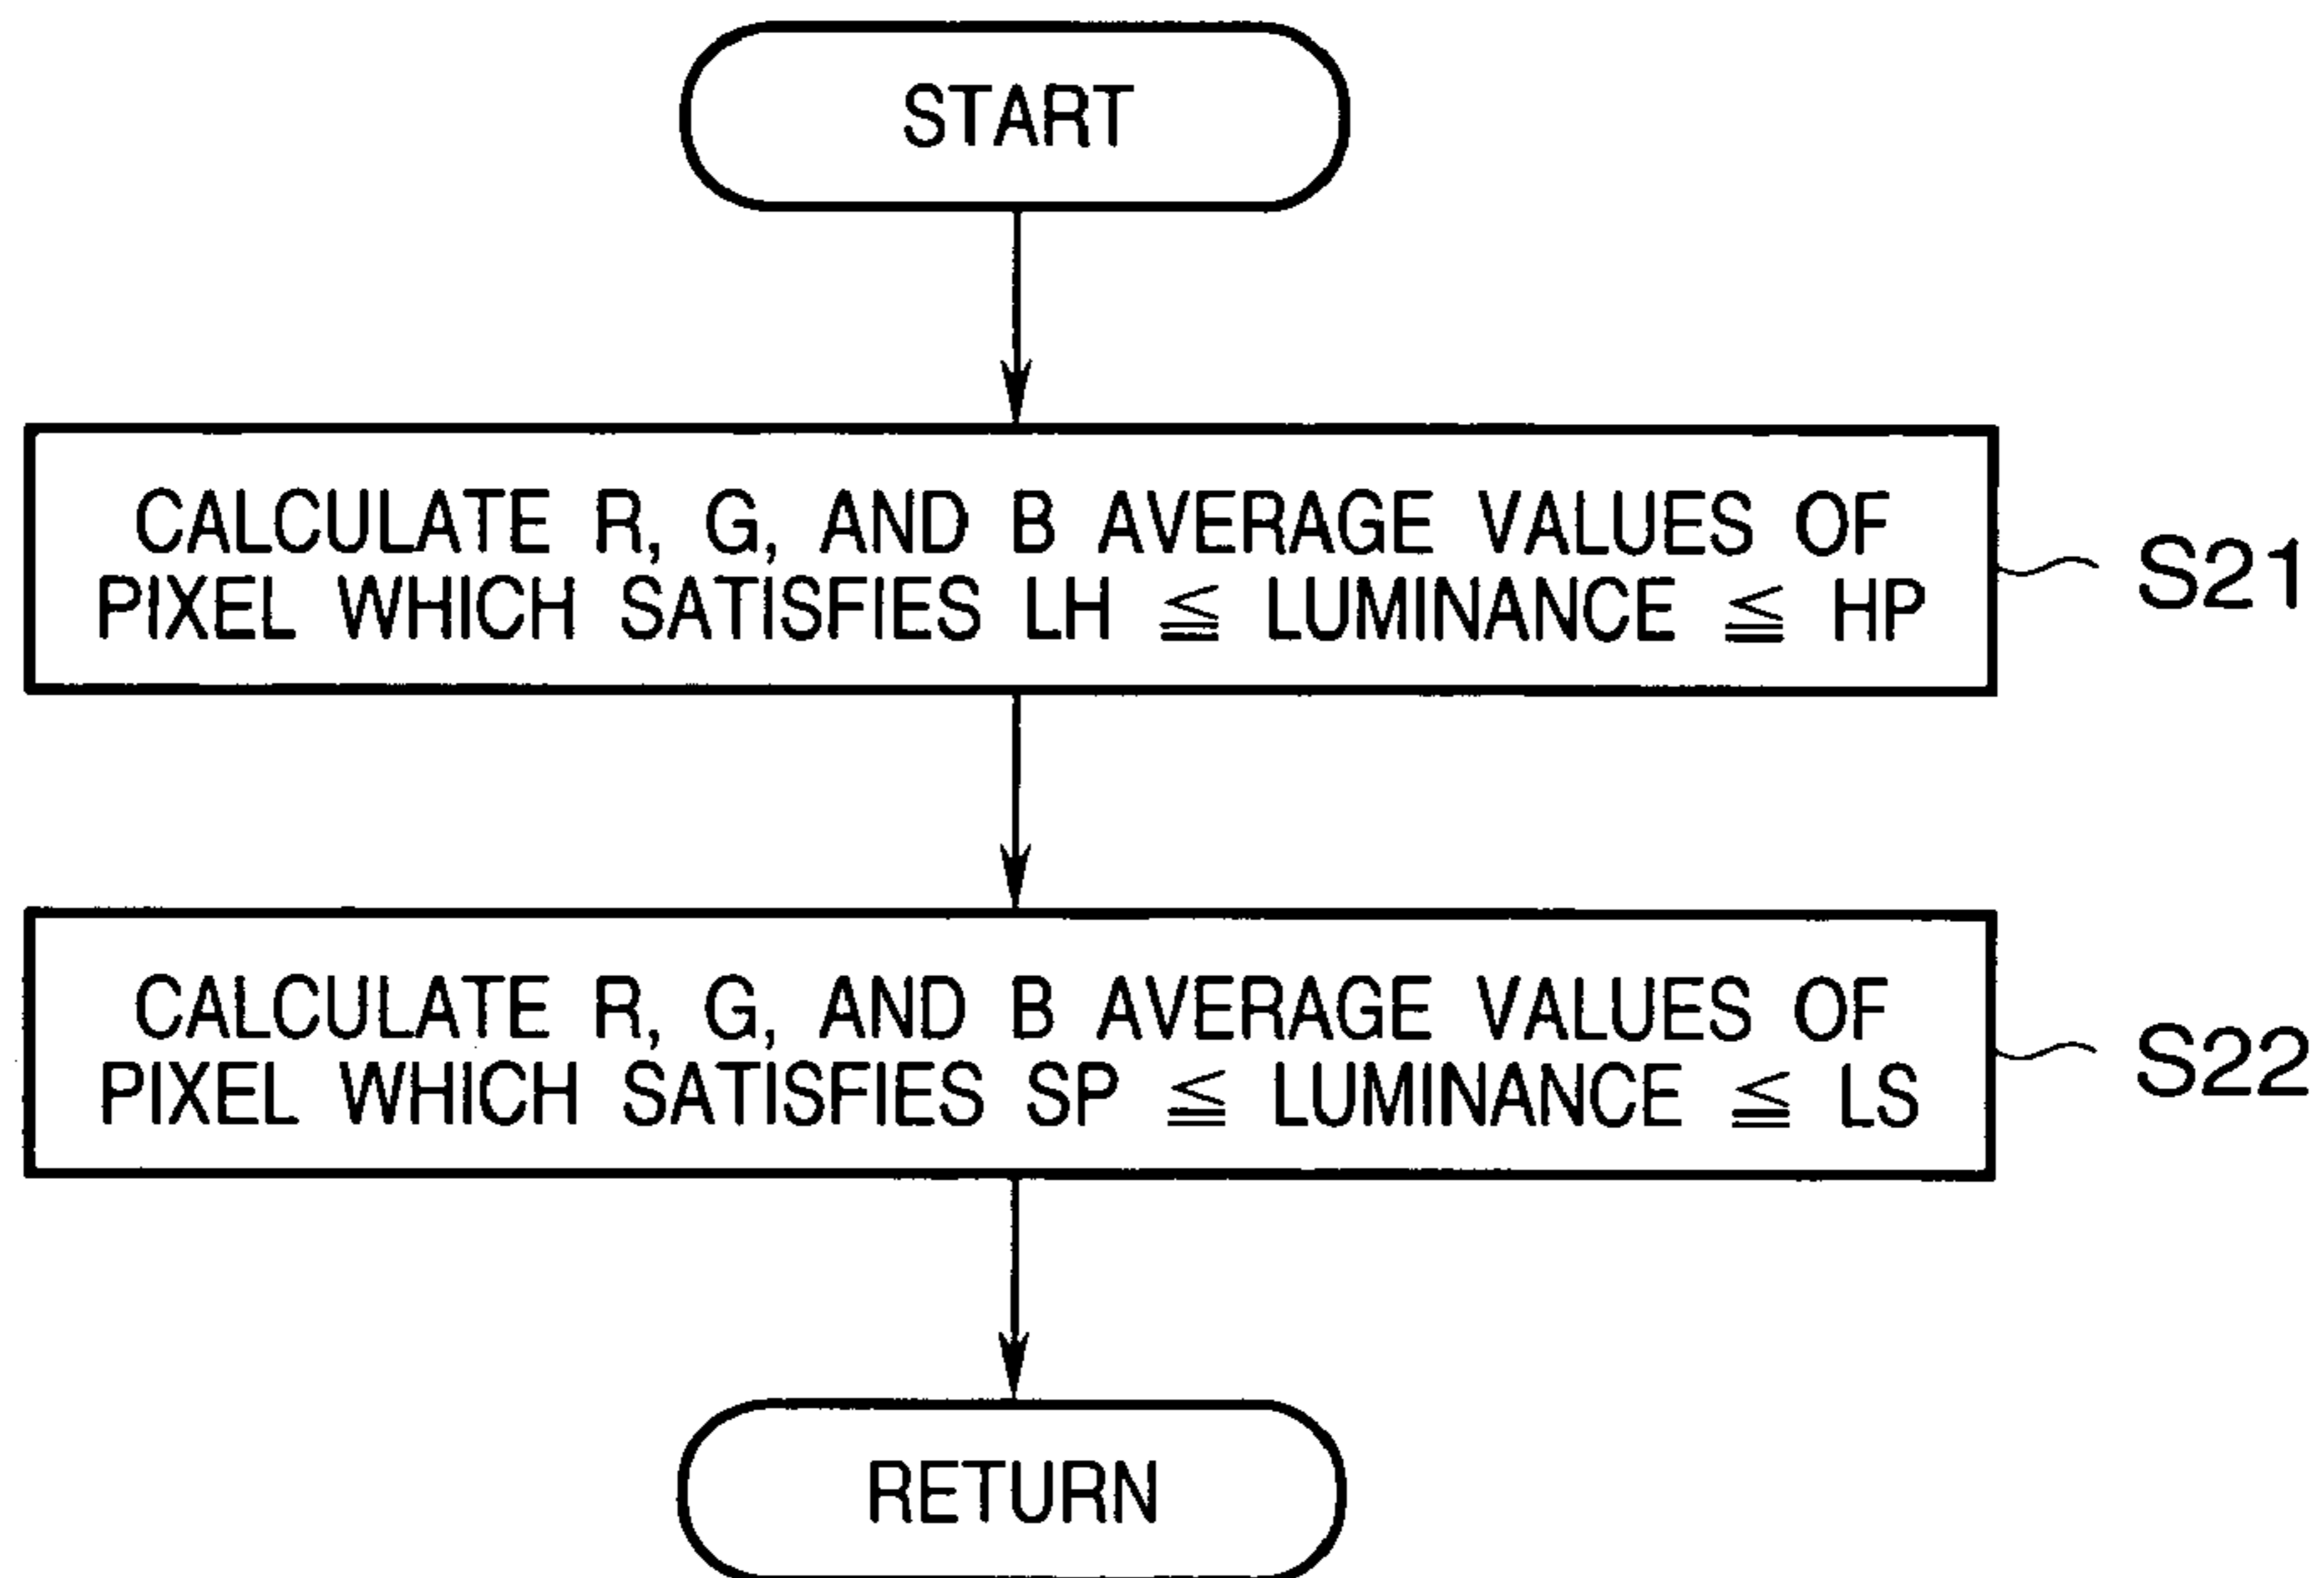 START
CALCULATE R, G, AND B AVERAGE VALUES OF
PIXEL WHICH SATISFIES LH ≦ LUMINANCE ≦ HP
S21
CALCULATE R, G, AND B AVERAGE VALUES OF
PIXEL WHICH SATISFIES SP ≦ LUMINANCE ≦ LS
S22
RETURN